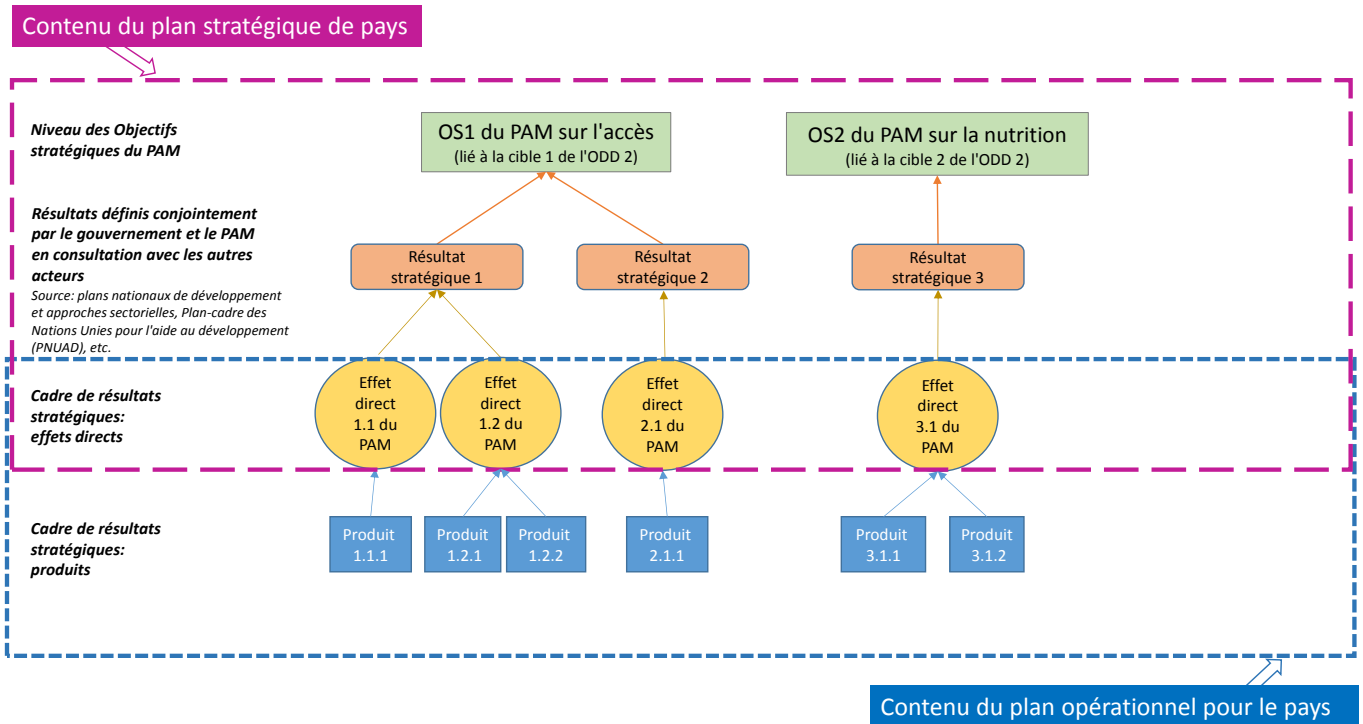 Contenu du plan stratégique de pays
Niveau des Objectifs
stratégiques du PAM
OS1 du PAM sur l'accès
(lié à la cible 1 de l'ODD 2)
OS2 du PAM sur la nutrition
(lié à la cible 2 de l'ODD 2)
Résultats définis conjointement
par le gouvernement et le PAM
en consultation avec les autres
acteurs
Source: plans nationaux de développement
et approches sectorielles, Plan-cadre des
Nations Unies pour l'aide au développement
(PNUAD), etc.
Résultat
stratégique 1
Résultat
stratégique 2
Résultat
stratégique 3
Cadre de résultats
stratégiques:
effets directs
Effet
direct
1.1 du
PAM
Effet
direct
1.2 du
PAM
Effet
direct
2.1 du
PAM
Effet
direct
3.1 du
PAM
Cadre de résultats
stratégiques:
produits
Produit
1.1.1
Produit
1.2.1
Produit
1.2.2
Produit
2.1.1
Produit
3.1.1
Produit
3.1.2
Contenu du plan opérationnel pour le pays